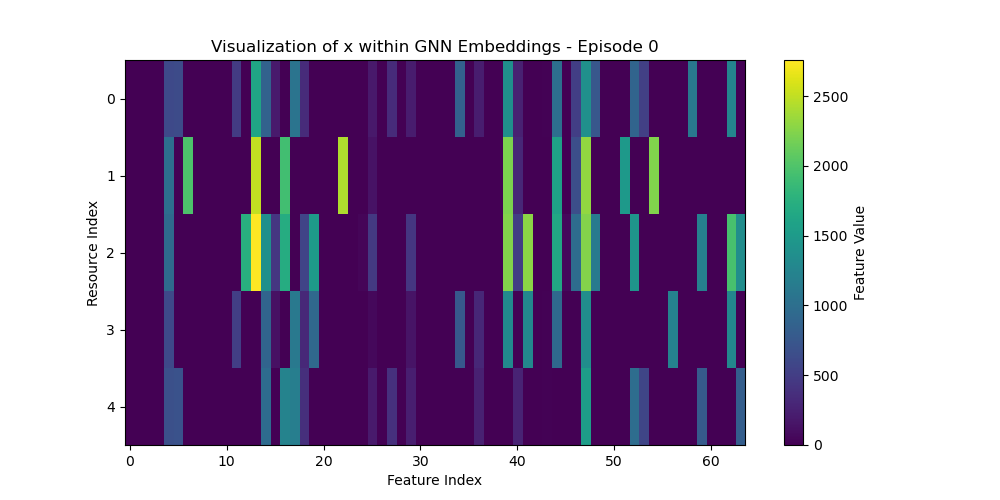 Visualization of x within GNN Embeddings - Episode 0
Resource Index
0
1
2
3
4
0 10 20 30 40 50 60
Feature Index
2500
2000
1500
1000
500
0
Feature Value